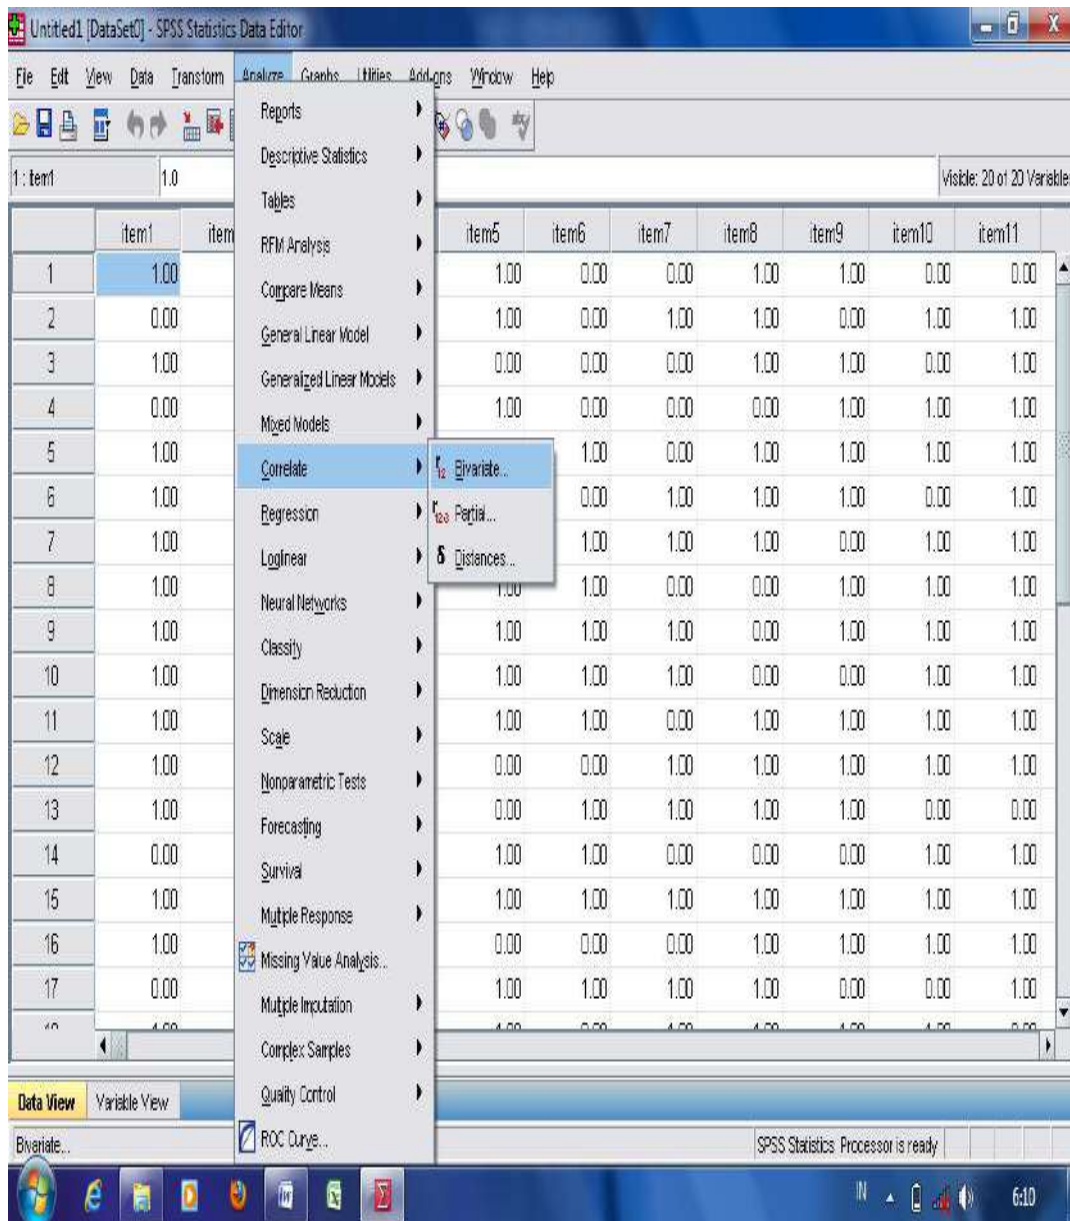 Untitled1 [DataSet0] - SPSS Statistics Data Editor
File Edit View Data Transform Analyze Graphs Utilities Add-ons Window Help
1 : item1 1.0 Visible: 20 of 20 Variables
item1 item item5 item6 item7 item8 item9 item10 item11
1 1.00 1.00 0.00 0.00 1.00 1.00 0.00 0.00
2 0.00 1.00 0.00 1.00 1.00 0.00 1.00 1.00
3 1.00 0.00 0.00 0.00 1.00 1.00 0.00 1.00
4 0.00 1.00 0.00 0.00 0.00 1.00 1.00 1.00
5 1.00 1.00 0.00 1.00 1.00 1.00 1.00
6 1.00 0.00 1.00 1.00 1.00 0.00 1.00
7 1.00 1.00 1.00 1.00 0.00 1.00 1.00
8 1.00 1.00 1.00 0.00 0.00 1.00 1.00 1.00
9 1.00 1.00 1.00 1.00 0.00 1.00 1.00 1.00
10 1.00 1.00 1.00 1.00 0.00 0.00 1.00 1.00
11 1.00 1.00 1.00 0.00 1.00 1.00 1.00 1.00
12 1.00 0.00 0.00 1.00 1.00 1.00 1.00 1.00
13 1.00 0.00 1.00 1.00 1.00 1.00 0.00 0.00
14 0.00 1.00 1.00 0.00 0.00 0.00 1.00 1.00
15 1.00 1.00 1.00 1.00 1.00 1.00 1.00 1.00
16 1.00 0.00 0.00 0.00 1.00 1.00 1.00 1.00
17 0.00 1.00 1.00 1.00 1.00 0.00 0.00 1.00
Reports
Descriptive Statistics
Tables
RFM Analysis
Compare Means
General Linear Model
Generalized Linear Models
Mixed Models
Correlate
Regression
Loglinear
Neural Networks
Classify
Dimension Reduction
Scale
Nonparametric Tests
Forecasting
Survival
Multiple Response
Missing Value Analysis...
Multiple Imputation
Complex Samples
Quality Control
ROC Curve...
r12 Bivariate...
r12·3 Partial...
δ Distances...
Data View Variable View
Bivariate... SPSS Statistics Processor is ready
IN 6:10